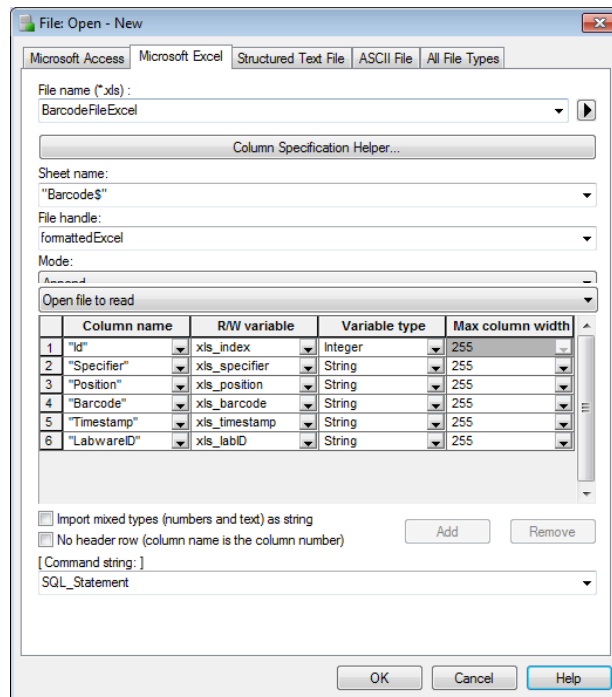 File: Open - New
Microsoft Access Microsoft Excel Structured Text File ASCII File All File Types
File name (*.xls) :
BarcodeFileExcel
Column Specification Helper...
Sheet name:
"Barcode$"
File handle:
formattedExcel
Mode:
Append
Open file to read
Column name R/W variable Variable type Max column width
1 "Id" xls_index Integer 255
2 "Specifier" xls_specifier String 255
3 "Position" xls_position String 255
4 "Barcode" xls_barcode String 255
5 "Timestamp" xls_timestamp String 255
6 "LabwareID" xls_labID String 255
Import mixed types (numbers and text) as string
No header row (column name is the column number)
Add Remove
[ Command string: ]
SQL_Statement
OK Cancel Help